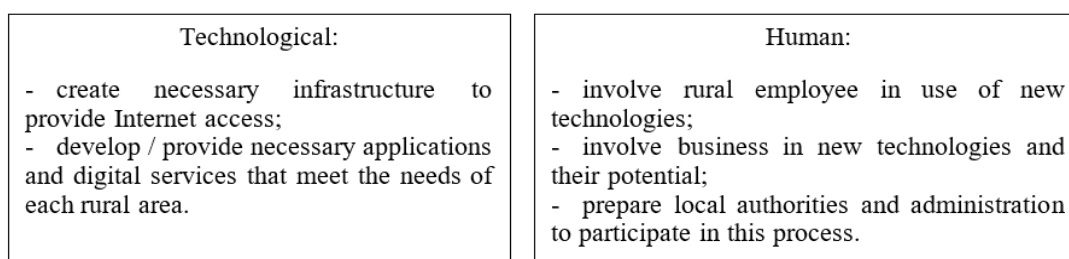 Technological:
- create necessary infrastructure to
provide Internet access;
- develop / provide necessary applications
and digital services that meet the needs of
each rural area.
Human:
- involve rural employee in use of new
technologies;
- involve business in new technologies and
their potential;
- prepare local authorities and administration
to participate in this process.